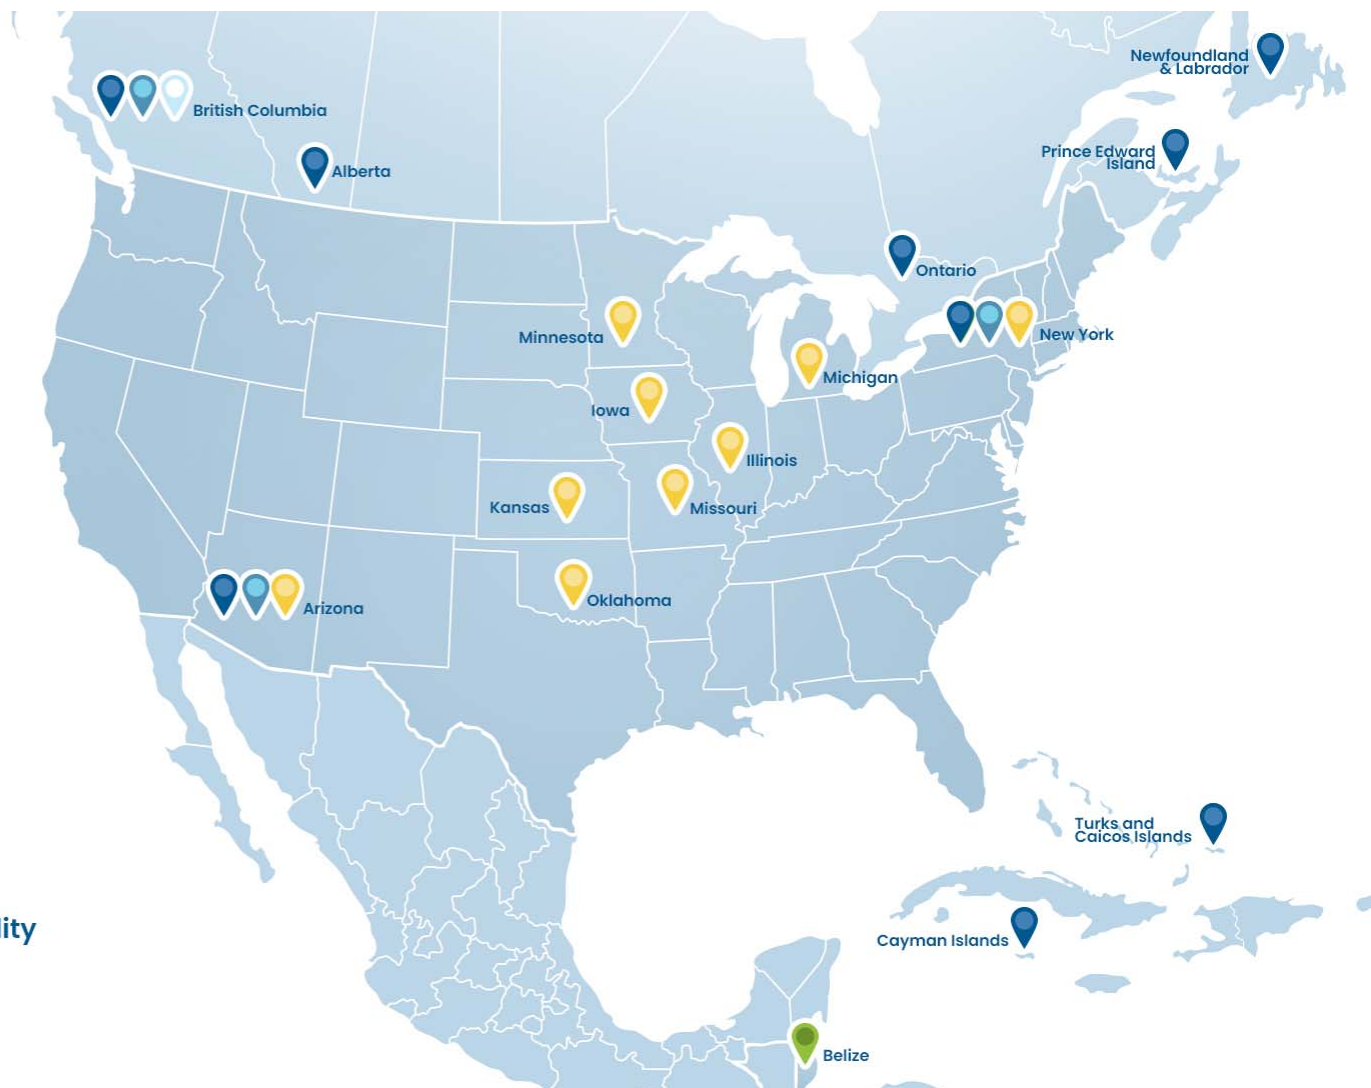 Newfoundland
& Labrador
British Columbia
Prince Edward
Island
Alberta
Ontario
New York
Minnesota
Michigan
Iowa
Illinois
Kansas
Missouri
Oklahoma
Arizona
Turks and
Caicos Islands
lity
Cayman Islands
Belize